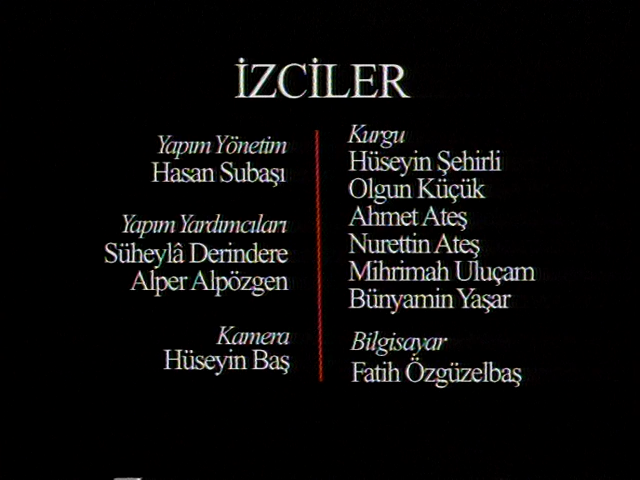 İZCİLER
Yapım Yönetim
Hasan Subaşı
Yapım Yardımcıları
Süheylâ Derindere
Alper Alpözgen
Kamera
Hüseyin Baş
Kurgu
Hüseyin Şehirli
Olgun Küçük
Ahmet Ateş
Nurettin Ateş
Mihrimah Uluçam
Bünyamin Yaşar
Bilgisayar
Fatih Özgüzelbaş